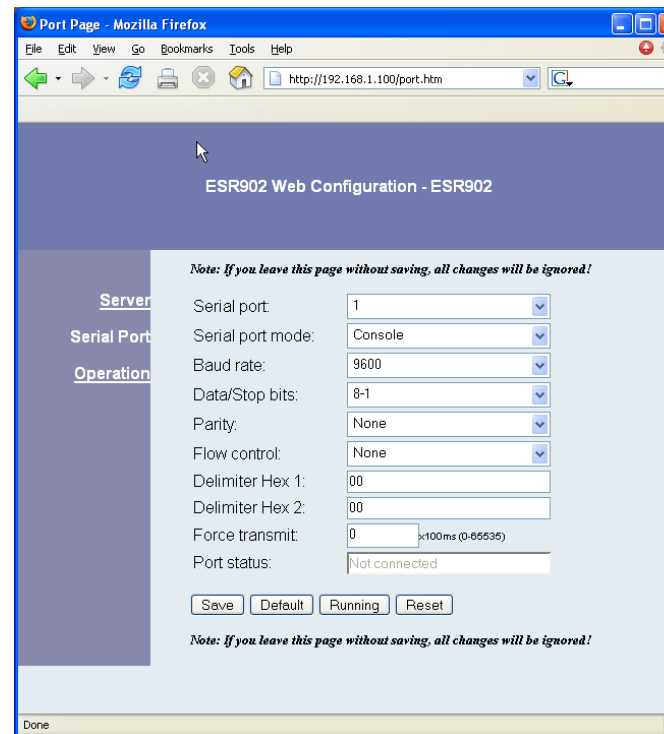 Port Page - Mozilla Firefox
File Edit View Go Bookmarks Tools Help
http://192.168.1.100/port.htm G
ESR902 Web Configuration - ESR902
Note: If you leave this page without saving, all changes will be ignored!
Server
Serial Port
Operation
Serial port: 1
Serial port mode: Console
Baud rate: 9600
Data/Stop bits: 8-1
Parity: None
Flow control: None
Delimiter Hex 1: 00
Delimiter Hex 2: 00
Force transmit: 0 x100ms (0-65535)
Port status: Not connected
Save Default Running Reset
Note: If you leave this page without saving, all changes will be ignored!
Done